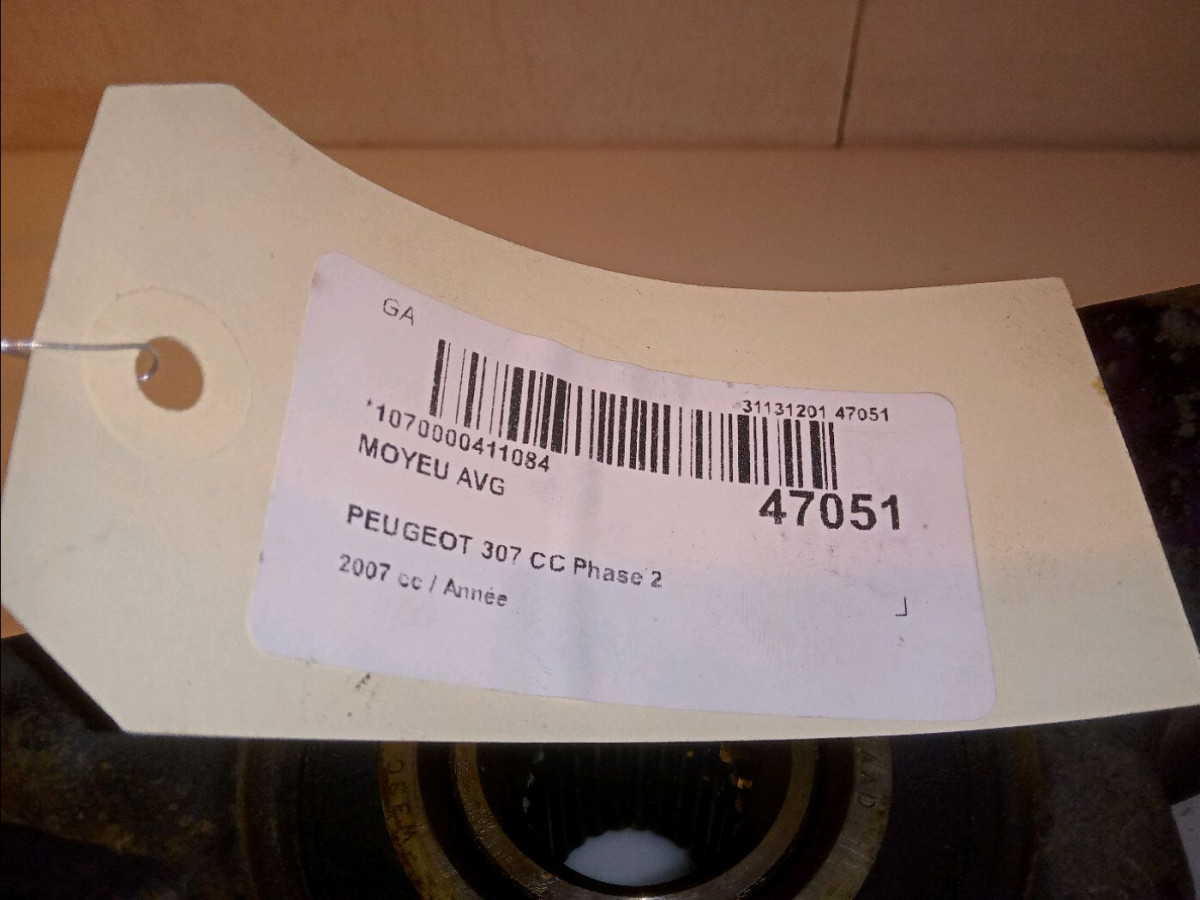 GA
31131201 47051
*1070000411084
MOYEU AVG
47051
PEUGEOT 307 CC Phase 2
2007 cc / Année